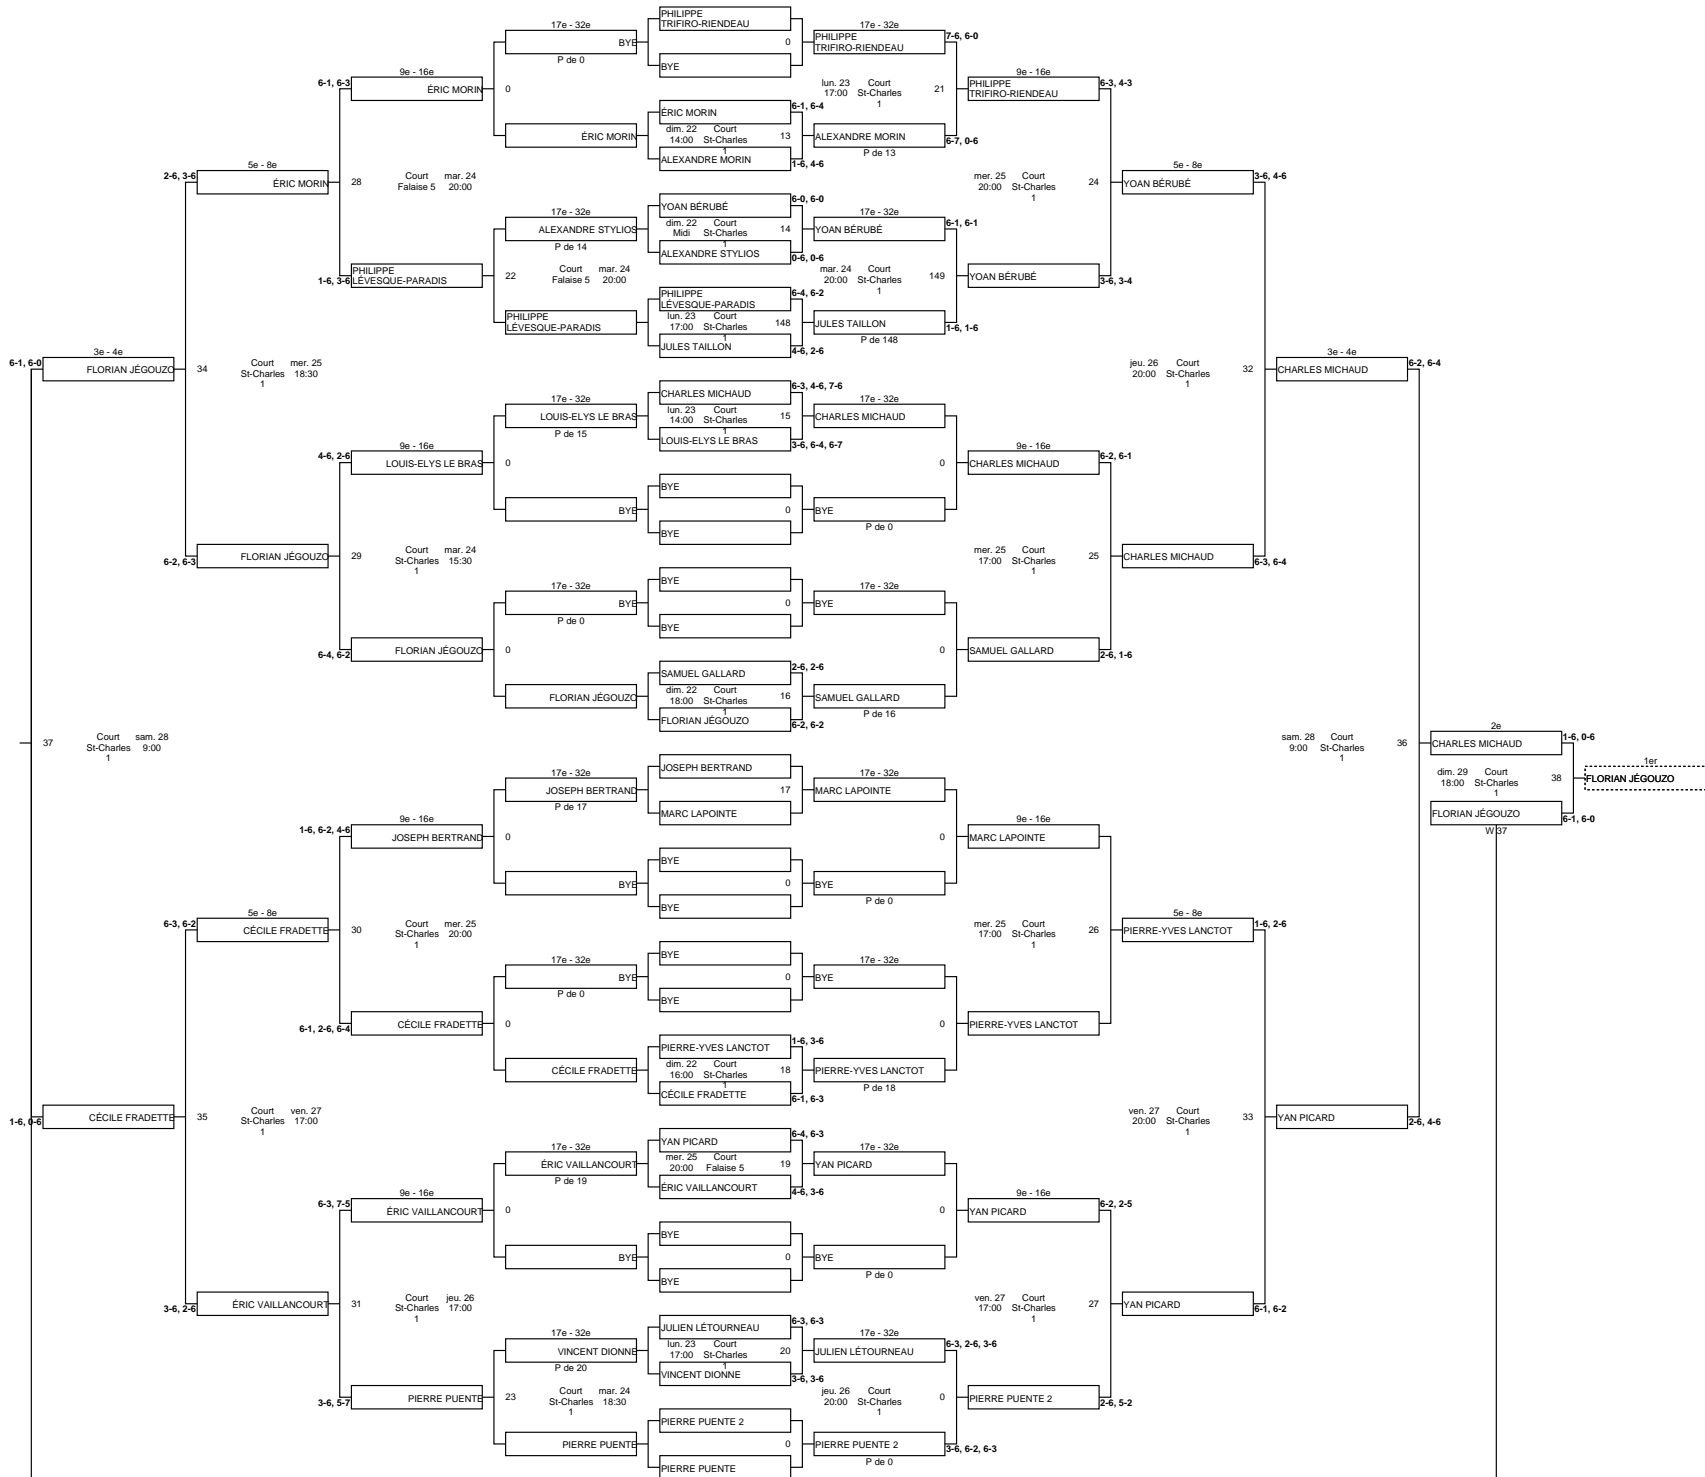 17e - 32e
BYE
P de 0
PHILIPPE
TRIFIRO-RIENDEAU
0
BYE
17e - 32e
PHILIPPE
TRIFIRO-RIENDEAU
7-6, 6-0
9e - 16e
6-1, 6-3
ÉRIC MORIN
0
lun. 23 Court
17:00 St-Charles
1
21
9e - 16e
PHILIPPE
TRIFIRO-RIENDEAU
6-3, 4-3
ÉRIC MORIN
ÉRIC MORIN
6-1, 6-4
dim. 22 Court
14:00 St-Charles
1
13
ALEXANDRE MORIN
1-6, 4-6
ALEXANDRE MORIN
6-7, 0-6
P de 13
5e - 8e
2-6, 3-6
ÉRIC MORIN
28
Court mar. 24
Falaise 5 20:00
mer. 25 Court
20:00 St-Charles
1
24
5e - 8e
YOAN BÉRUBÉ
3-6, 4-6
17e - 32e
ALEXANDRE STYLIOS
P de 14
YOAN BÉRUBÉ
6-0, 6-0
dim. 22 Court
Midi St-Charles
1
14
ALEXANDRE STYLIOS
0-6, 0-6
17e - 32e
YOAN BÉRUBÉ
6-1, 6-1
PHILIPPE
LÉVESQUE-PARADIS
1-6, 3-6
22
Court mar. 24
Falaise 5 20:00
mar. 24 Court
20:00 St-Charles
1
149
YOAN BÉRUBÉ
3-6, 3-4
PHILIPPE
LÉVESQUE-PARADIS
PHILIPPE
LÉVESQUE-PARADIS
6-4, 6-2
lun. 23 Court
17:00 St-Charles
1
148
JULES TAILLON
4-6, 2-6
JULES TAILLON
1-6, 1-6
P de 148
3e - 4e
6-1, 6-0
FLORIAN JÉGOUZO
34
Court mer. 25
St-Charles 18:30
1
jeu. 26 Court
20:00 St-Charles
1
32
3e - 4e
CHARLES MICHAUD
6-2, 6-4
17e - 32e
LOUIS-ELYS LE BRAS
P de 15
CHARLES MICHAUD
6-3, 4-6, 7-6
lun. 23 Court
14:00 St-Charles
1
15
LOUIS-ELYS LE BRAS
3-6, 6-4, 6-7
17e - 32e
CHARLES MICHAUD
9e - 16e
4-6, 2-6
LOUIS-ELYS LE BRAS
0
0
9e - 16e
CHARLES MICHAUD
6-2, 6-1
BYE
BYE
0
BYE
BYE
P de 0
6-2, 6-3
FLORIAN JÉGOUZO
29
Court mar. 24
St-Charles 15:30
1
mer. 25 Court
17:00 St-Charles
1
25
CHARLES MICHAUD
6-3, 6-4
17e - 32e
BYE
P de 0
BYE
0
BYE
17e - 32e
BYE
6-4, 6-2
FLORIAN JÉGOUZO
0
0
SAMUEL GALLARD
2-6, 1-6
FLORIAN JÉGOUZO
SAMUEL GALLARD
2-6, 2-6
dim. 22 Court
18:00 St-Charles
1
16
FLORIAN JÉGOUZO
6-2, 6-2
SAMUEL GALLARD
P de 16
37
Court sam. 28
St-Charles 9:00
1
sam. 28 Court
9:00 St-Charles
1
36
2e
CHARLES MICHAUD
1-6, 0-6
dim. 29 Court
18:00 St-Charles
1
38
1er
FLORIAN JÉGOUZO
FLORIAN JÉGOUZO
6-1, 6-0
W 37
17e - 32e
JOSEPH BERTRAND
P de 17
JOSEPH BERTRAND
17
MARC LAPOINTE
17e - 32e
MARC LAPOINTE
9e - 16e
1-6, 6-2, 4-6
JOSEPH BERTRAND
0
0
9e - 16e
MARC LAPOINTE
BYE
BYE
0
BYE
BYE
P de 0
5e - 8e
6-3, 6-2
CÉCILE FRADETTE
30
Court mer. 25
St-Charles 20:00
1
mer. 25 Court
17:00 St-Charles
1
26
5e - 8e
PIERRE-YVES LANCTOT
1-6, 2-6
17e - 32e
BYE
P de 0
BYE
0
BYE
17e - 32e
BYE
6-1, 2-6, 6-4
CÉCILE FRADETTE
0
0
PIERRE-YVES LANCTOT
CÉCILE FRADETTE
PIERRE-YVES LANCTOT
1-6, 3-6
dim. 22 Court
16:00 St-Charles
1
18
CÉCILE FRADETTE
6-1, 6-3
PIERRE-YVES LANCTOT
P de 18
1-6, 0-6
CÉCILE FRADETTE
35
Court ven. 27
St-Charles 17:00
1
ven. 27 Court
20:00 St-Charles
1
33
YAN PICARD
2-6, 4-6
17e - 32e
ÉRIC VAILLANCOURT
P de 19
YAN PICARD
6-4, 6-3
mer. 25 Court
20:00 Falaise 5
19
ÉRIC VAILLANCOURT
4-6, 3-6
17e - 32e
YAN PICARD
9e - 16e
6-3, 7-5
ÉRIC VAILLANCOURT
0
0
9e - 16e
YAN PICARD
6-2, 2-5
BYE
BYE
0
BYE
BYE
P de 0
3-6, 2-6
ÉRIC VAILLANCOURT
31
Court jeu. 26
St-Charles 17:00
1
ven. 27 Court
17:00 St-Charles
1
27
YAN PICARD
6-1, 6-2
17e - 32e
VINCENT DIONNE
P de 20
JULIEN LÉTOURNEAU
6-3, 6-3
lun. 23 Court
17:00 St-Charles
1
20
VINCENT DIONNE
3-6, 3-6
17e - 32e
JULIEN LÉTOURNEAU
6-3, 2-6, 3-6
3-6, 5-7
PIERRE PUENTE
23
Court mar. 24
St-Charles 18:30
1
jeu. 26 Court
20:00 St-Charles
1
0
PIERRE PUENTE 2
2-6, 5-2
PIERRE PUENTE
PIERRE PUENTE 2
0
PIERRE PUENTE
PIERRE PUENTE 2
3-6, 6-2, 6-3
P de 0